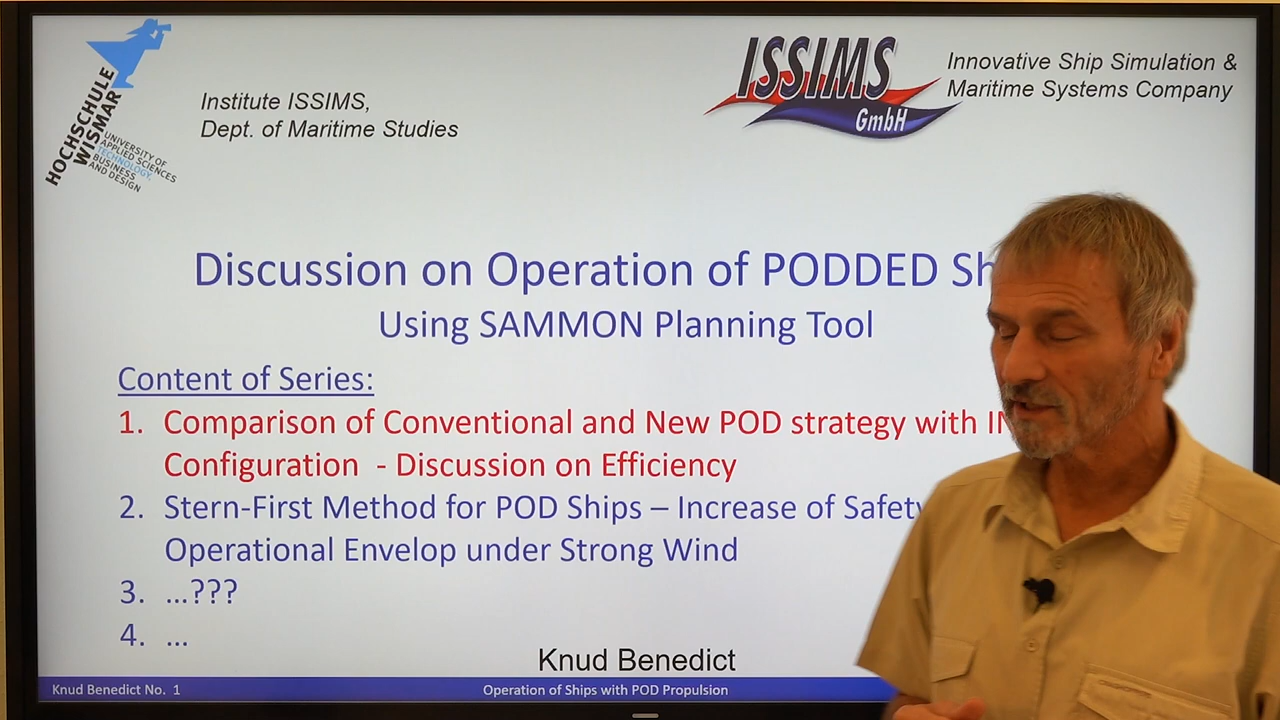 HOCHSCHULE
WISMAR
UNIVERSITY OF
APPLIED SCIENCES
TECHNOLOGY,
BUSINESS
AND DESIGN
Institute ISSIMS,
Dept. of Maritime Studies
ISSIMS
GmbH
Innovative Ship Simulation &
Maritime Systems Company
Discussion on Operation of PODDED Sh
Using SAMMON Planning Tool
Content of Series:
1. Comparison of Conventional and New POD strategy with IN
Configuration - Discussion on Efficiency
2. Stern-First Method for POD Ships – Increase of Safety
Operational Envelop under Strong Wind
3. ...???
4. ...
Knud Benedict
Knud Benedict No. 1
Operation of Ships with POD Propulsion